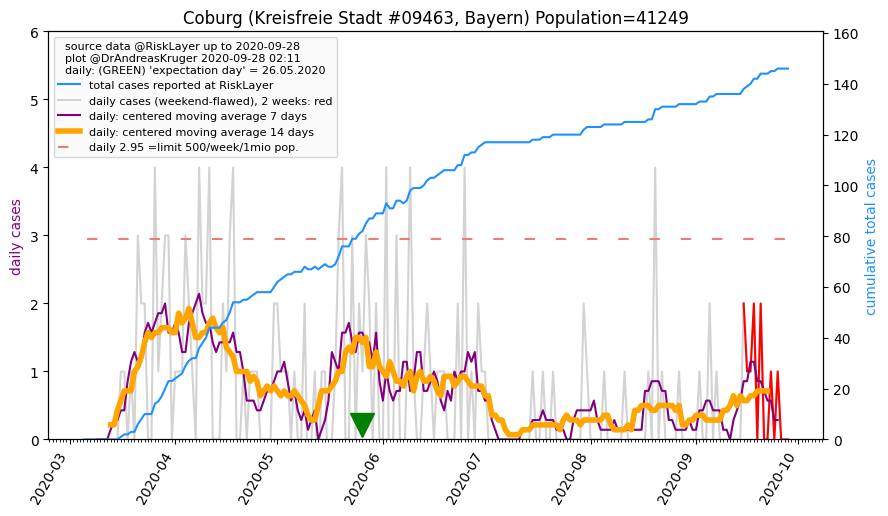 Coburg (Kreisfreie Stadt #09463, Bayern) Population=41249
source data @RiskLayer up to 2020-09-28
plot @DrAndreasKruger 2020-09-28 02:11
daily: (GREEN) 'expectation day' = 26.05.2020
total cases reported at RiskLayer
daily cases (weekend-flawed), 2 weeks: red
daily: centered moving average 7 days
daily: centered moving average 14 days
daily 2.95 =limit 500/week/1mio pop.
daily cases
6
5
4
3
2
1
0
cumulative total cases
160
140
120
100
80
60
40
20
0
2020-03
2020-04
2020-05
2020-06
2020-07
2020-08
2020-09
2020-10